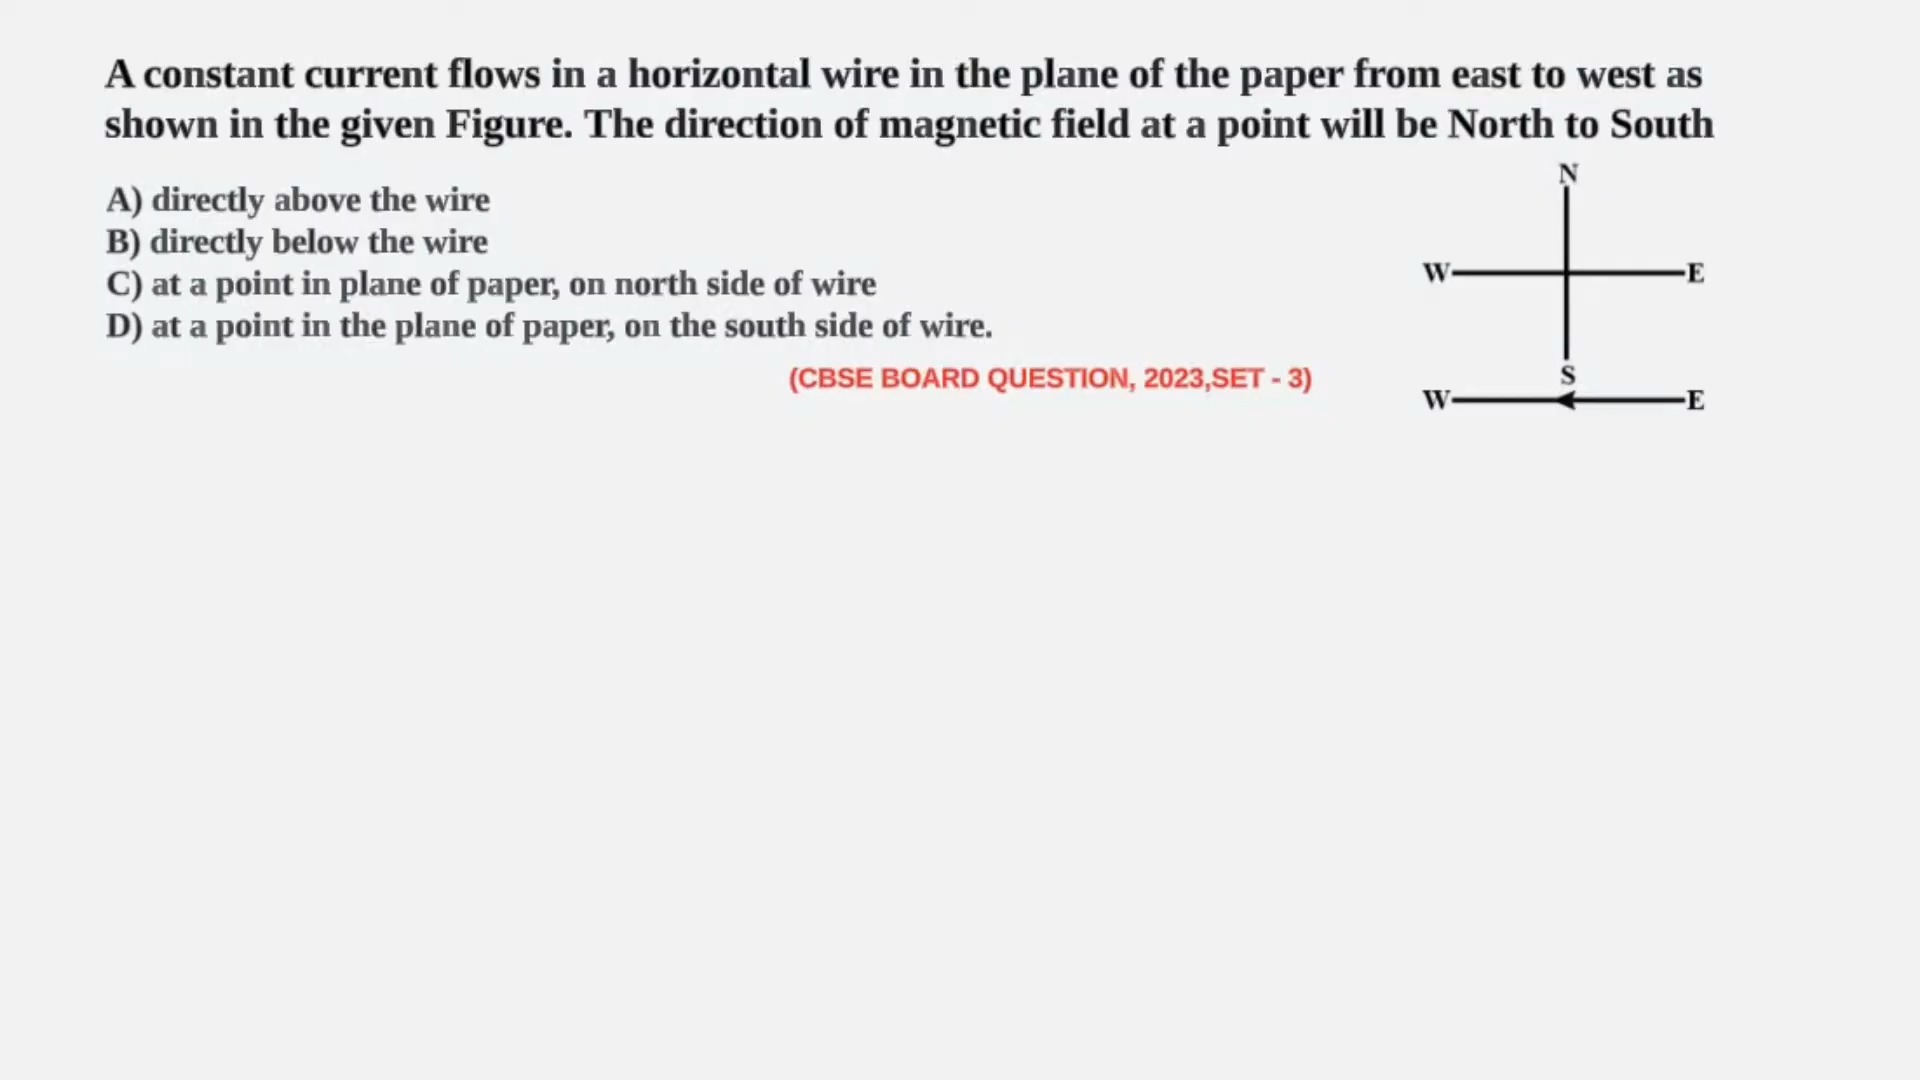 A constant current flows in a horizontal wire in the plane of the paper from east to west as
shown in the given Figure. The direction of magnetic field at a point will be North to South
A) directly above the wire
B) directly below the wire
C) at a point in plane of paper, on north side of wire
D) at a point in the plane of paper, on the south side of wire.
(CBSE BOARD QUESTION, 2023,SET - 3)
N
W E
S
W E